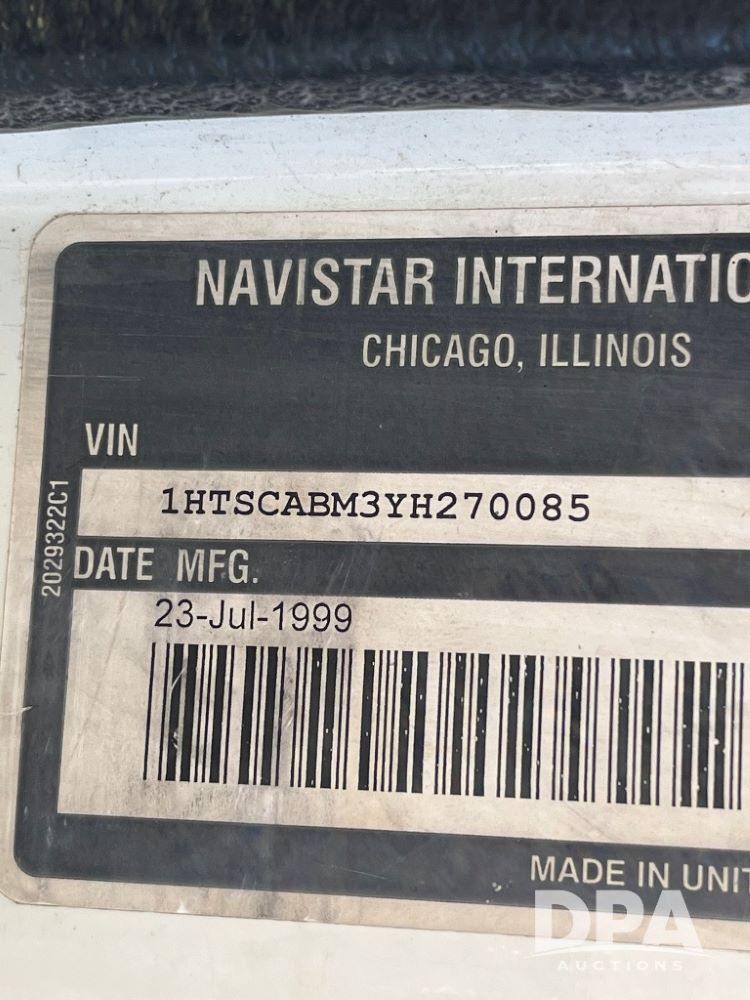 NAVISTAR INTERNATIO
CHICAGO, ILLINOIS
VIN
1HTSCABM3YH270085
2029322C1
DATE MFG.
23-Jul-1999
MADE IN UNIT
DPA
AUCTIONS